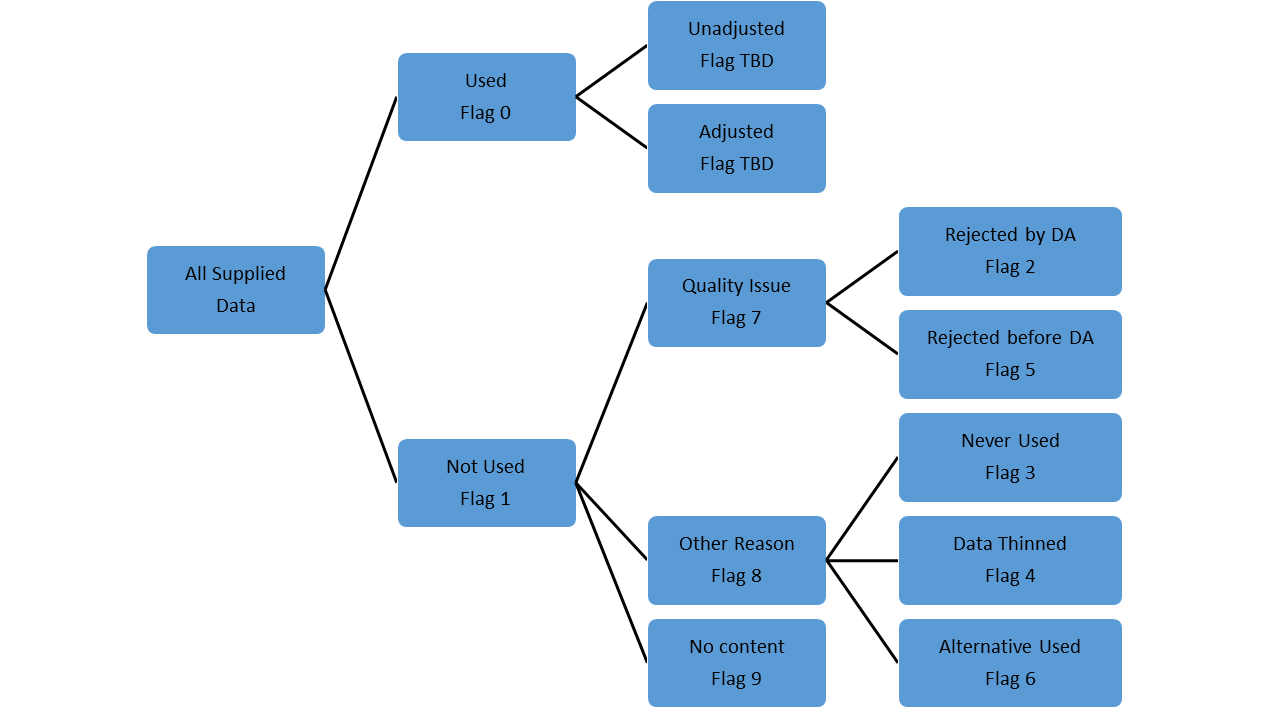 All Supplied
Data
Used
Flag 0
Unadjusted
Flag TBD
Adjusted
Flag TBD
Not Used
Flag 1
Quality Issue
Flag 7
Rejected by DA
Flag 2
Rejected before DA
Flag 5
Other Reason
Flag 8
Never Used
Flag 3
Data Thinned
Flag 4
Alternative Used
Flag 6
No content
Flag 9